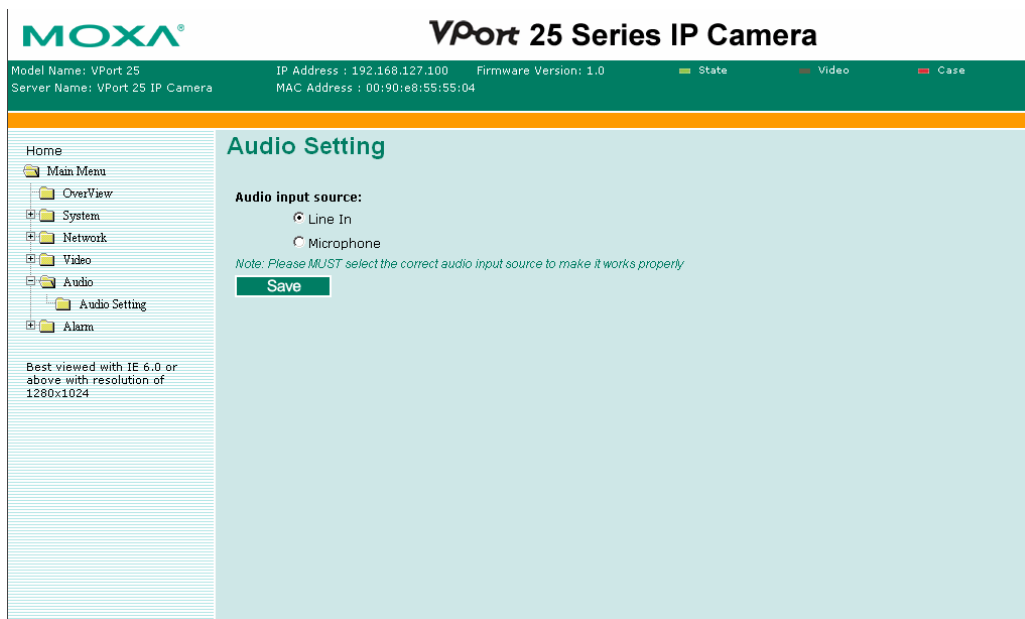 MOXA®
VPort 25 Series IP Camera
Model Name: VPort 25
IP Address : 192.168.127.100
Firmware Version: 1.0
State
Video
Case
Server Name: VPort 25 IP Camera
MAC Address : 00:90:e8:55:55:04
Home
Main Menu
OverView
System
Network
Video
Audio
Audio Setting
Alarm
Best viewed with IE 6.0 or
above with resolution of
1280x1024
Audio Setting
Audio input source:
Line In
Microphone
Note: Please MUST select the correct audio input source to make it works properly
Save